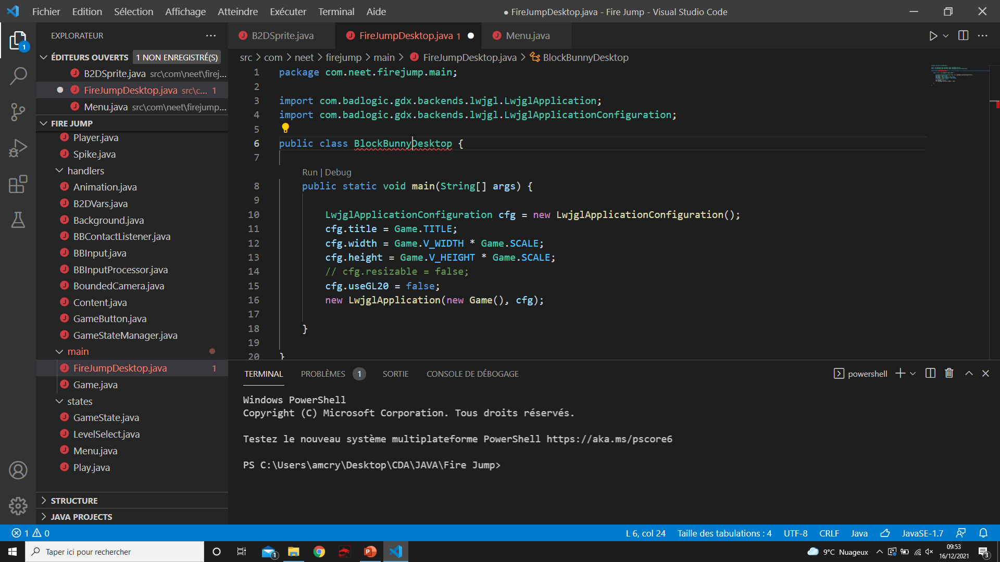 Fichier Edition Sélection Affichage Atteindre Exécuter Terminal Aide
● FireJumpDesktop.java - Fire Jump - Visual Studio Code
EXPLORATEUR
ÉDITEURS OUVERTS 1 NON ENREGISTRÉ(S)
B2DSprite.java src\com\neet\firej...
FireJumpDesktop.java src\c... 1
Menu.java src\com\neet\firejump...
FIRE JUMP
Player.java
Spike.java
handlers
Animation.java
B2DVars.java
Background.java
BBContactListener.java
BBInput.java
BBInputProcessor.java
BoundedCamera.java
Content.java
GameButton.java
GameStateManager.java
main
FireJumpDesktop.java 1
Game.java
states
GameState.java
LevelSelect.java
Menu.java
Play.java
STRUCTURE
JAVA PROJECTS
B2DSprite.java FireJumpDesktop.java 1 Menu.java
src > com > neet > firejump > main > FireJumpDesktop.java > BlockBunnyDesktop
1 package com.neet.firejump.main;
2
3 import com.badlogic.gdx.backends.lwjgl.LwjglApplication;
4 import com.badlogic.gdx.backends.lwjgl.LwjglApplicationConfiguration;
5
6 public class BlockBunnyDesktop {
7
Run | Debug
8 public static void main(String[] args) {
9
10 LwjglApplicationConfiguration cfg = new LwjglApplicationConfiguration();
11 cfg.title = Game.TITLE;
12 cfg.width = Game.V_WIDTH * Game.SCALE;
13 cfg.height = Game.V_HEIGHT * Game.SCALE;
14 // cfg.resizable = false;
15 cfg.useGL20 = false;
16 new LwjglApplication(new Game(), cfg);
17
18 }
19
20 }
TERMINAL PROBLÈMES 1 SORTIE CONSOLE DE DÉBOGAGE
powershell
Windows PowerShell
Copyright (C) Microsoft Corporation. Tous droits réservés.
Testez le nouveau système multiplateforme PowerShell https://aka.ms/pscore6
PS C:\Users\amcry\Desktop\CDA\JAVA\Fire Jump>
1 0
L 6, col 24 Taille des tabulations : 4 UTF-8 CRLF Java JavaSE-1.7
Taper ici pour rechercher
9°C Nuageux
09:53
16/12/2021